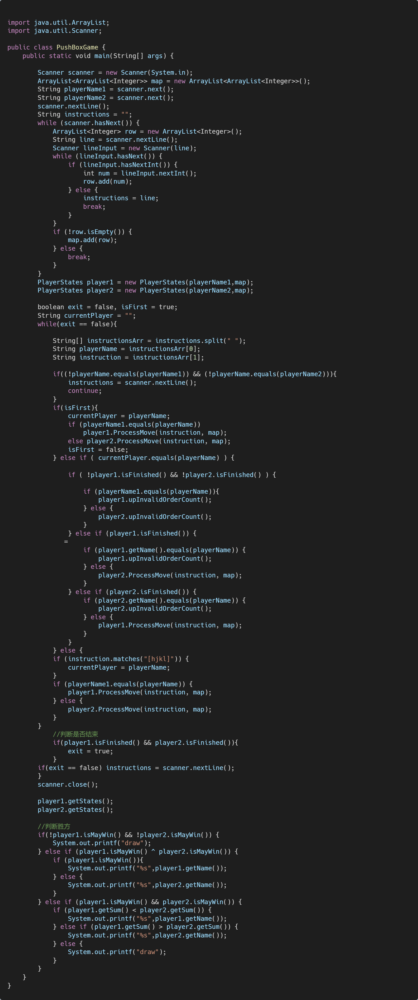 import java.util.ArrayList;
import java.util.Scanner;

public class PushBoxGame {
    public static void main(String[] args) {

        Scanner scanner = new Scanner(System.in);
        ArrayList<ArrayList<Integer>> map = new ArrayList<ArrayList<Integer>>();
        String playerName1 = scanner.next();
        String playerName2 = scanner.next();
        scanner.nextLine();
        String instructions = "";
        while (scanner.hasNext()) {
            ArrayList<Integer> row = new ArrayList<Integer>();
            String line = scanner.nextLine();
            Scanner lineInput = new Scanner(line);
            while (lineInput.hasNext()) {
                if (lineInput.hasNextInt()) {
                    int num = lineInput.nextInt();
                    row.add(num);
                } else {
                    instructions = line;
                    break;
                }
            }
            if (!row.isEmpty()) {
                map.add(row);
            } else {
                break;
            }
        }
        PlayerStates player1 = new PlayerStates(playerName1,map);
        PlayerStates player2 = new PlayerStates(playerName2,map);

        boolean exit = false, isFirst = true;
        String currentPlayer = "";
        while(exit == false){

            String[] instructionsArr = instructions.split(" ");
            String playerName = instructionsArr[0];
            String instruction = instructionsArr[1];

            if((!playerName.equals(playerName1)) && (!playerName.equals(playerName2))){
                instructions = scanner.nextLine();
                continue;
            }
            if(isFirst){
                currentPlayer = playerName;
                if (playerName1.equals(playerName))
                    player1.ProcessMove(instruction, map);
                else player2.ProcessMove(instruction, map);
                isFirst = false;
            } else if ( currentPlayer.equals(playerName) ) {

                if ( !player1.isFinished() && !player2.isFinished() ) {

                    if (playerName1.equals(playerName)){
                        player1.upInvalidOrderCount();
                    } else {
                        player2.upInvalidOrderCount();
                    }
                } else if (player1.isFinished()) {
               =
                    if (player1.getName().equals(playerName)) {
                        player1.upInvalidOrderCount();
                    } else {
                        player2.ProcessMove(instruction, map);
                    }
                } else if (player2.isFinished()) {
                    if (player2.getName().equals(playerName)) {
                        player2.upInvalidOrderCount();
                    } else {
                        player1.ProcessMove(instruction, map);
                    }
                }
            } else {
            if (instruction.matches("[hjkl]")) {
                currentPlayer = playerName;
            }
            if (playerName1.equals(playerName)) {
                player1.ProcessMove(instruction, map);
            } else {
                player2.ProcessMove(instruction, map);
            }
        }
            //判断是否结束
            if(player1.isFinished() && player2.isFinished()){
                exit = true;
            }
        if(exit == false) instructions = scanner.nextLine();
        }
        scanner.close();

        player1.getStates();
        player2.getStates();

        //判断胜方
        if(!player1.isMayWin() && !player2.isMayWin()) {
            System.out.printf("draw");
        } else if (player1.isMayWin() ^ player2.isMayWin()) {
            if (player1.isMayWin()){
                System.out.printf("%s",player1.getName());
            } else {
                System.out.printf("%s",player2.getName());
            }
        } else if (player1.isMayWin() && player2.isMayWin()) {
            if (player1.getSum() < player2.getSum()) {
                System.out.printf("%s",player1.getName());
            } else if (player1.getSum() > player2.getSum()) {
                System.out.printf("%s",player2.getName());
            } else {
                System.out.printf("draw");
            }
        }
    }
}